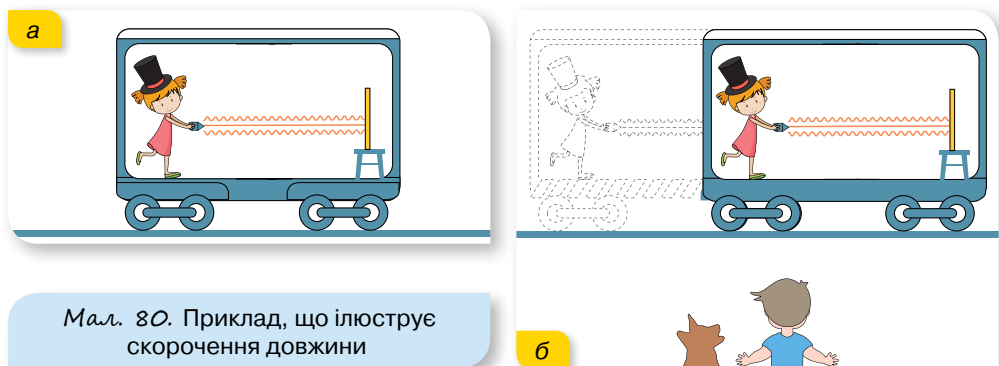 а
Мал. 80. Приклад, що ілюструє
скорочення довжини
б